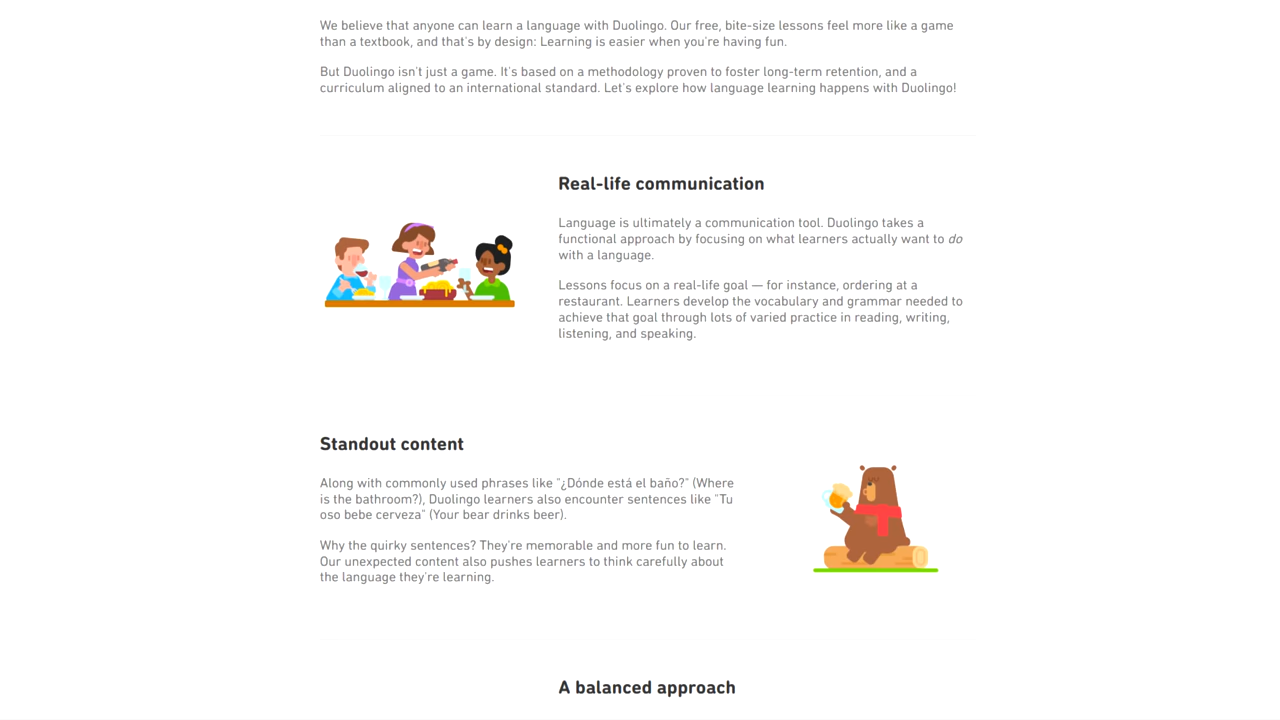 We believe that anyone can learn a language with Duolingo. Our free, bite-size lessons feel more like a game
than a textbook, and that's by design: Learning is easier when you're having fun.
But Duolingo isn't just a game. It's based on a methodology proven to foster long-term retention, and a
curriculum aligned to an international standard. Let's explore how language learning happens with Duolingo!
Real-life communication
Language is ultimately a communication tool. Duolingo takes a
functional approach by focusing on what learners actually want to do
with a language.
Lessons focus on a real-life goal — for instance, ordering at a
restaurant. Learners develop the vocabulary and grammar needed to
achieve that goal through lots of varied practice in reading, writing,
listening, and speaking.
Standout content
Along with commonly used phrases like "¿Dónde está el baño?" (Where
is the bathroom?), Duolingo learners also encounter sentences like "Tu
oso bebe cerveza" (Your bear drinks beer).
Why the quirky sentences? They're memorable and more fun to learn.
Our unexpected content also pushes learners to think carefully about
the language they're learning.
A balanced approach